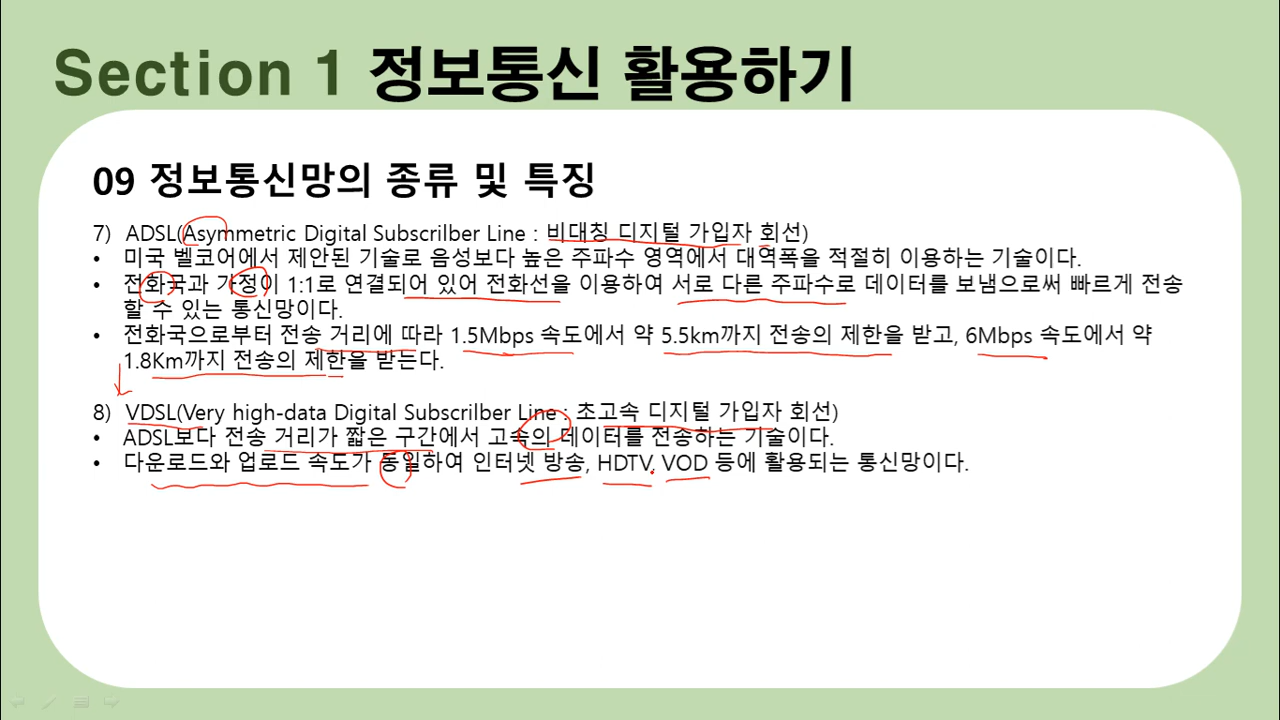 Section 1 정보통신 활용하기
09 정보통신망의 종류 및 특징
7) ADSL(Asymmetric Digital Subscrilber Line : 비대칭 디지털 가입자 회선)
• 미국 벨코어에서 제안된 기술로 음성보다 높은 주파수 영역에서 대역폭을 적절히 이용하는 기술이다.
• 전화국과 가정이 1:1로 연결되어 있어 전화선을 이용하여 서로 다른 주파수로 데이터를 보냄으로써 빠르게 전송
할 수 있는 통신망이다.
• 전화국으로부터 전송 거리에 따라 1.5Mbps 속도에서 약 5.5km까지 전송의 제한을 받고, 6Mbps 속도에서 약
1.8Km까지 전송의 제한을 받는다.
8) VDSL(Very high-data Digital Subscrilber Line : 초고속 디지털 가입자 회선)
• ADSL보다 전송 거리가 짧은 구간에서 고속의 데이터를 전송하는 기술이다.
• 다운로드와 업로드 속도가 동일하여 인터넷 방송, HDTV, VOD 등에 활용되는 통신망이다.